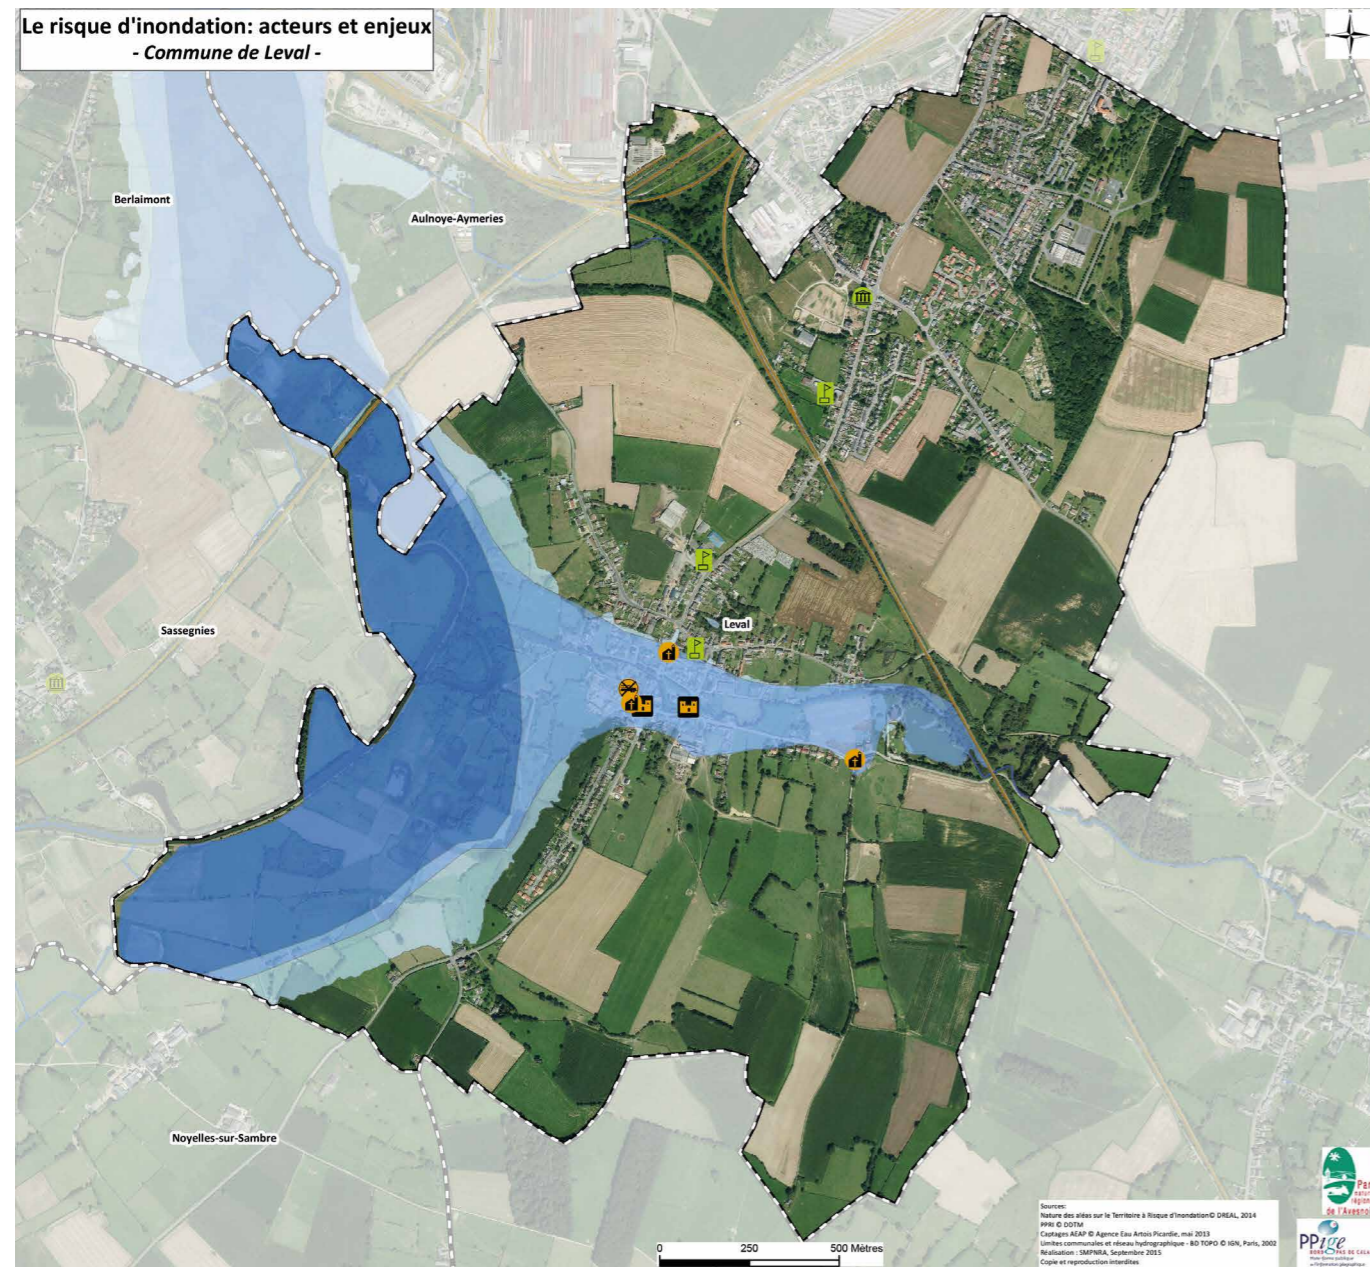 Le risque d'inondation: acteurs et enjeux
- Commune de Leval -
Berlaimont
Aulnoye-Aymeries
Sassegnies
Leval
Noyelles-sur-Sambre
0 250 500 Mètres
Sources:
Nature des aléas sur le Territoire à Risque d'Inondation© DREAL, 2014
PPRI © DDTM
Captages AEAP © Agence Eau Artois Picardie, mai 2013
Limites communales et réseau hydrographique - BD TOPO © IGN, Paris, 2002
Réalisation : SMPNRA, Septembre 2015
Copie et reproduction interdites
de l'Avesnois
PPige